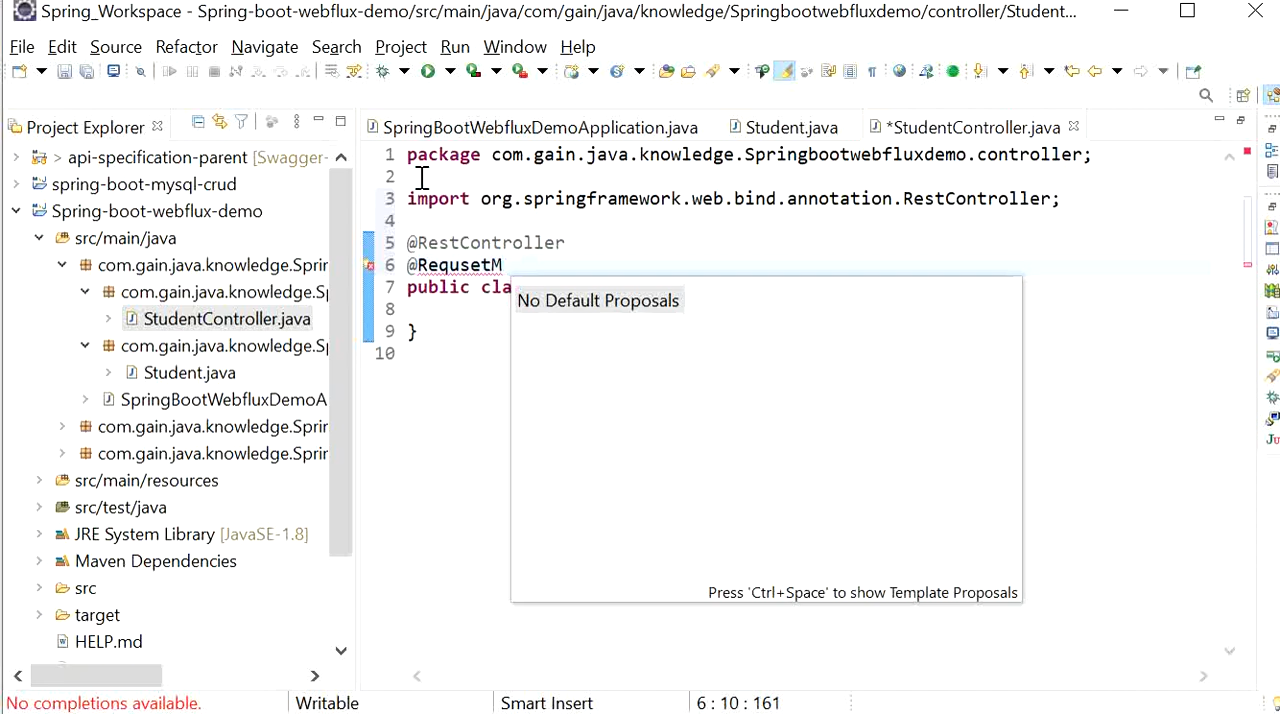 Spring_Workspace - Spring-boot-webflux-demo/src/main/java/com/gain/java/knowledge/Springbootwebfluxdemo/controller/Student...
File Edit Source Refactor Navigate Search Project Run Window Help
Project Explorer
> api-specification-parent [Swagger-
spring-boot-mysql-crud
Spring-boot-webflux-demo
src/main/java
com.gain.java.knowledge.Sprir
com.gain.java.knowledge.Sp
StudentController.java
com.gain.java.knowledge.Sp
Student.java
SpringBootWebfluxDemoA
com.gain.java.knowledge.Sprir
com.gain.java.knowledge.Sprir
src/main/resources
src/test/java
JRE System Library [JavaSE-1.8]
Maven Dependencies
src
target
HELP.md
SpringBootWebfluxDemoApplication.java Student.java *StudentController.java
1 package com.gain.java.knowledge.Springbootwebfluxdemo.controller;
2
3 import org.springframework.web.bind.annotation.RestController;
4
5 @RestController
6 @RequsetM
7 public cla
8
9 }
10
No Default Proposals
Press 'Ctrl+Space' to show Template Proposals
Ju
No completions available. Writable Smart Insert 6 : 10 : 161